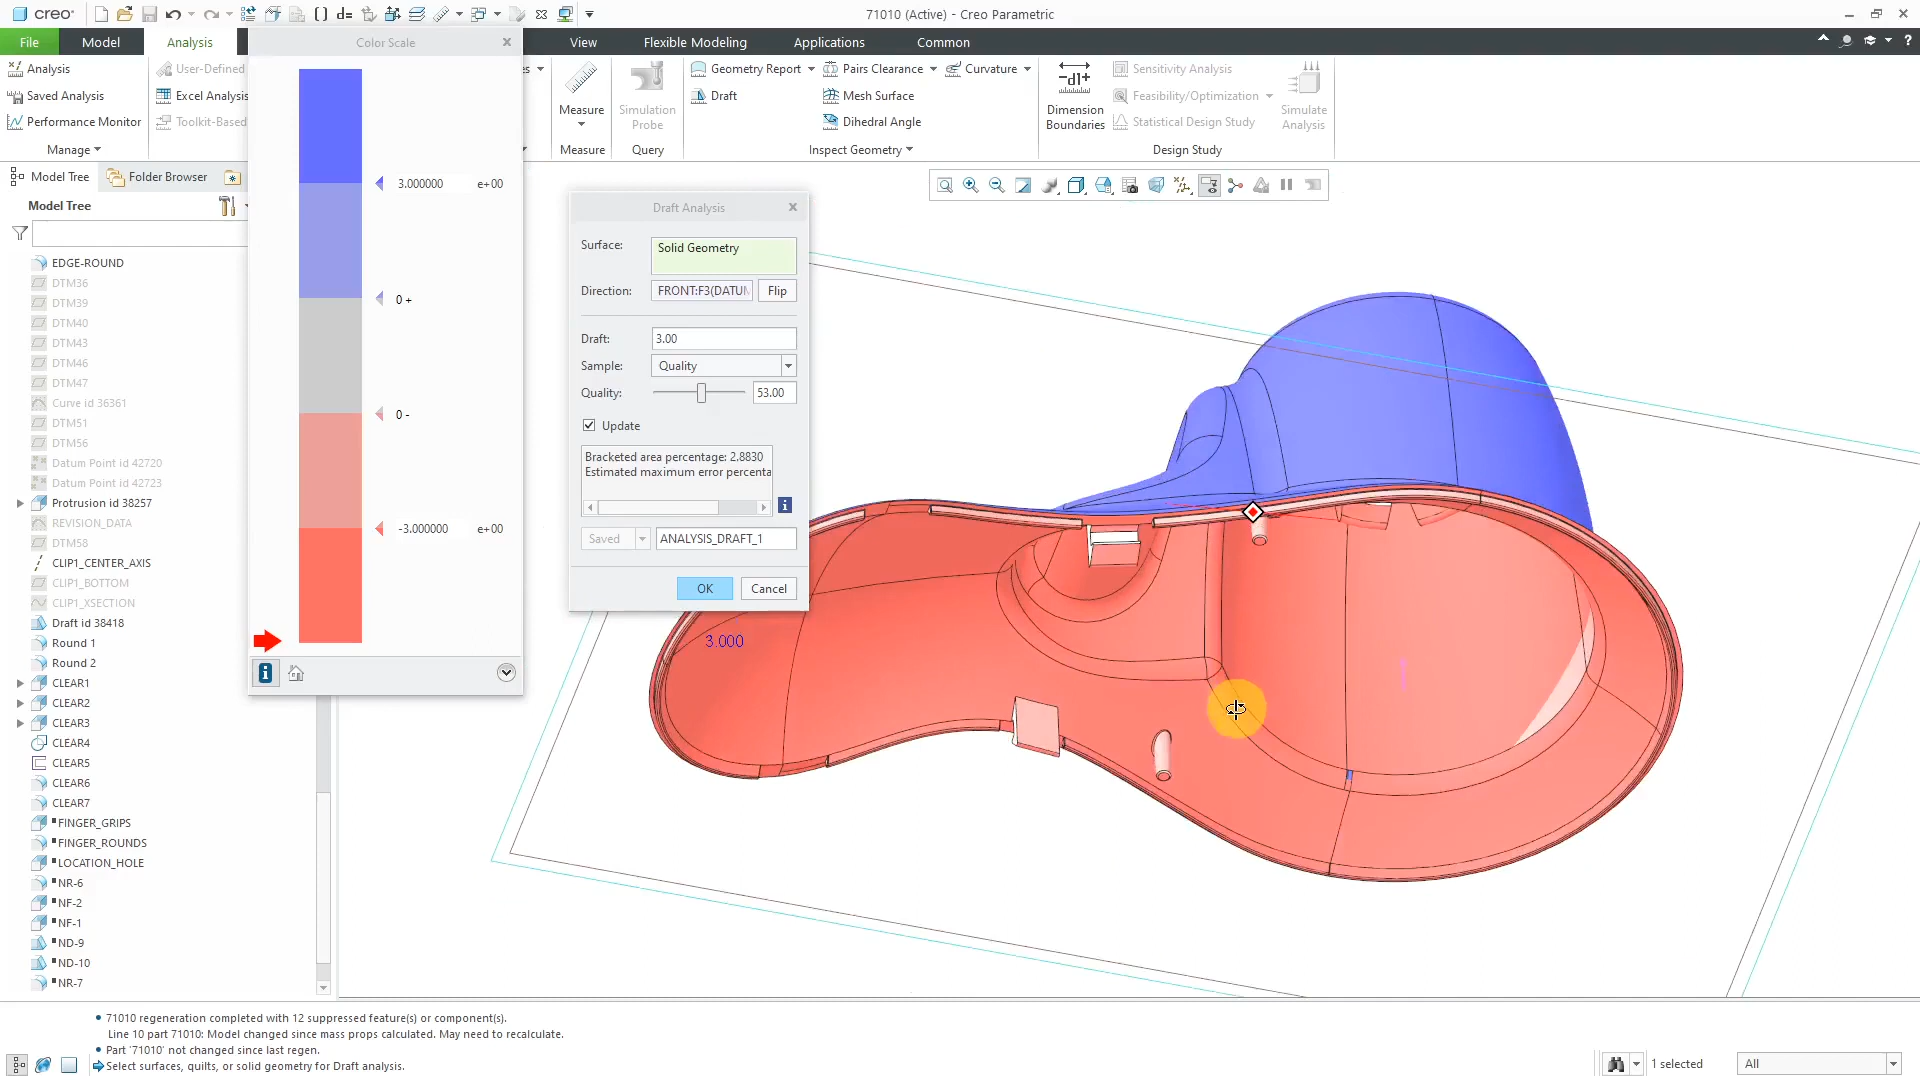 creo
71010 (Active) - Creo Parametric
File
Model
Analysis
View
Flexible Modeling
Applications
Common
Color Scale
Analysis
Saved Analysis
Performance Monitor
Manage
User-Defined
Excel Analysis
Toolkit-Based
Measure
Measure
Simulation
Probe
Query
Geometry Report
Draft
Pairs Clearance
Mesh Surface
Dihedral Angle
Curvature
Inspect Geometry
Dimension
Boundaries
Sensitivity Analysis
Feasibility/Optimization
Statistical Design Study
Simulate
Analysis
Design Study
Model Tree
Folder Browser
Model Tree
EDGE-ROUND
DTM36
DTM39
DTM40
DTM43
DTM46
DTM47
Curve id 36361
DTM51
DTM56
Datum Point id 42720
Datum Point id 42723
Protrusion id 38257
REVISION_DATA
DTM58
CLIP1_CENTER_AXIS
CLIP1_BOTTOM
CLIP1_XSECTION
Draft id 38418
Round 1
Round 2
CLEAR1
CLEAR2
CLEAR3
CLEAR4
CLEAR5
CLEAR6
CLEAR7
FINGER_GRIPS
FINGER_ROUNDS
LOCATION_HOLE
NR-6
NF-2
NF-1
ND-9
ND-10
NR-7
3.000000 e+00
0 +
0 -
-3.000000 e+00
Draft Analysis
Surface: Solid Geometry
Direction: FRONT:F3(DATUM Flip
Draft: 3.00
Sample: Quality
Quality: 53.00
Update
Bracketed area percentage: 2.8830
Estimated maximum error percenta
Saved ANALYSIS_DRAFT_1
OK Cancel
3.000
71010 regeneration completed with 12 suppressed feature(s) or component(s).
Line 10 part 71010: Model changed since mass props calculated. May need to recalculate.
Part '71010' not changed since last regen.
Select surfaces, quilts, or solid geometry for Draft analysis.
1 selected
All